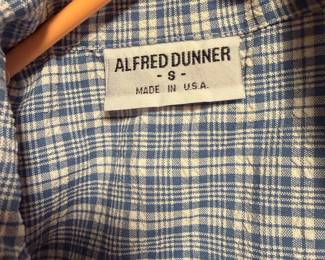 ALFRED DUNNER
- S -
MADE IN U.S.A.